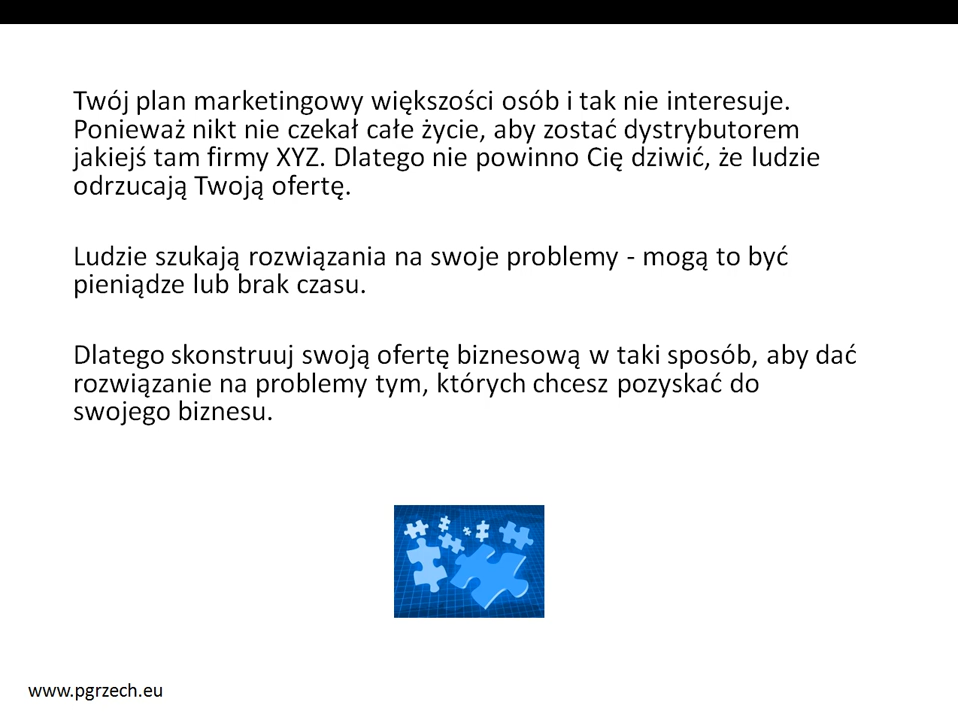 Twój plan marketingowy większości osób i tak nie interesuje.
Ponieważ nikt nie czekał całe życie, aby zostać dystrybutorem
jakiejś tam firmy XYZ. Dlatego nie powinno Cię dziwić, że ludzie
odrzucają Twoją ofertę.
Ludzie szukają rozwiązania na swoje problemy - mogą to być
pieniądze lub brak czasu.
Dlatego skonstruuj swoją ofertę biznesową w taki sposób, aby dać
rozwiązanie na problemy tym, których chcesz pozyskać do
swojego biznesu.
www.pgrzech.eu